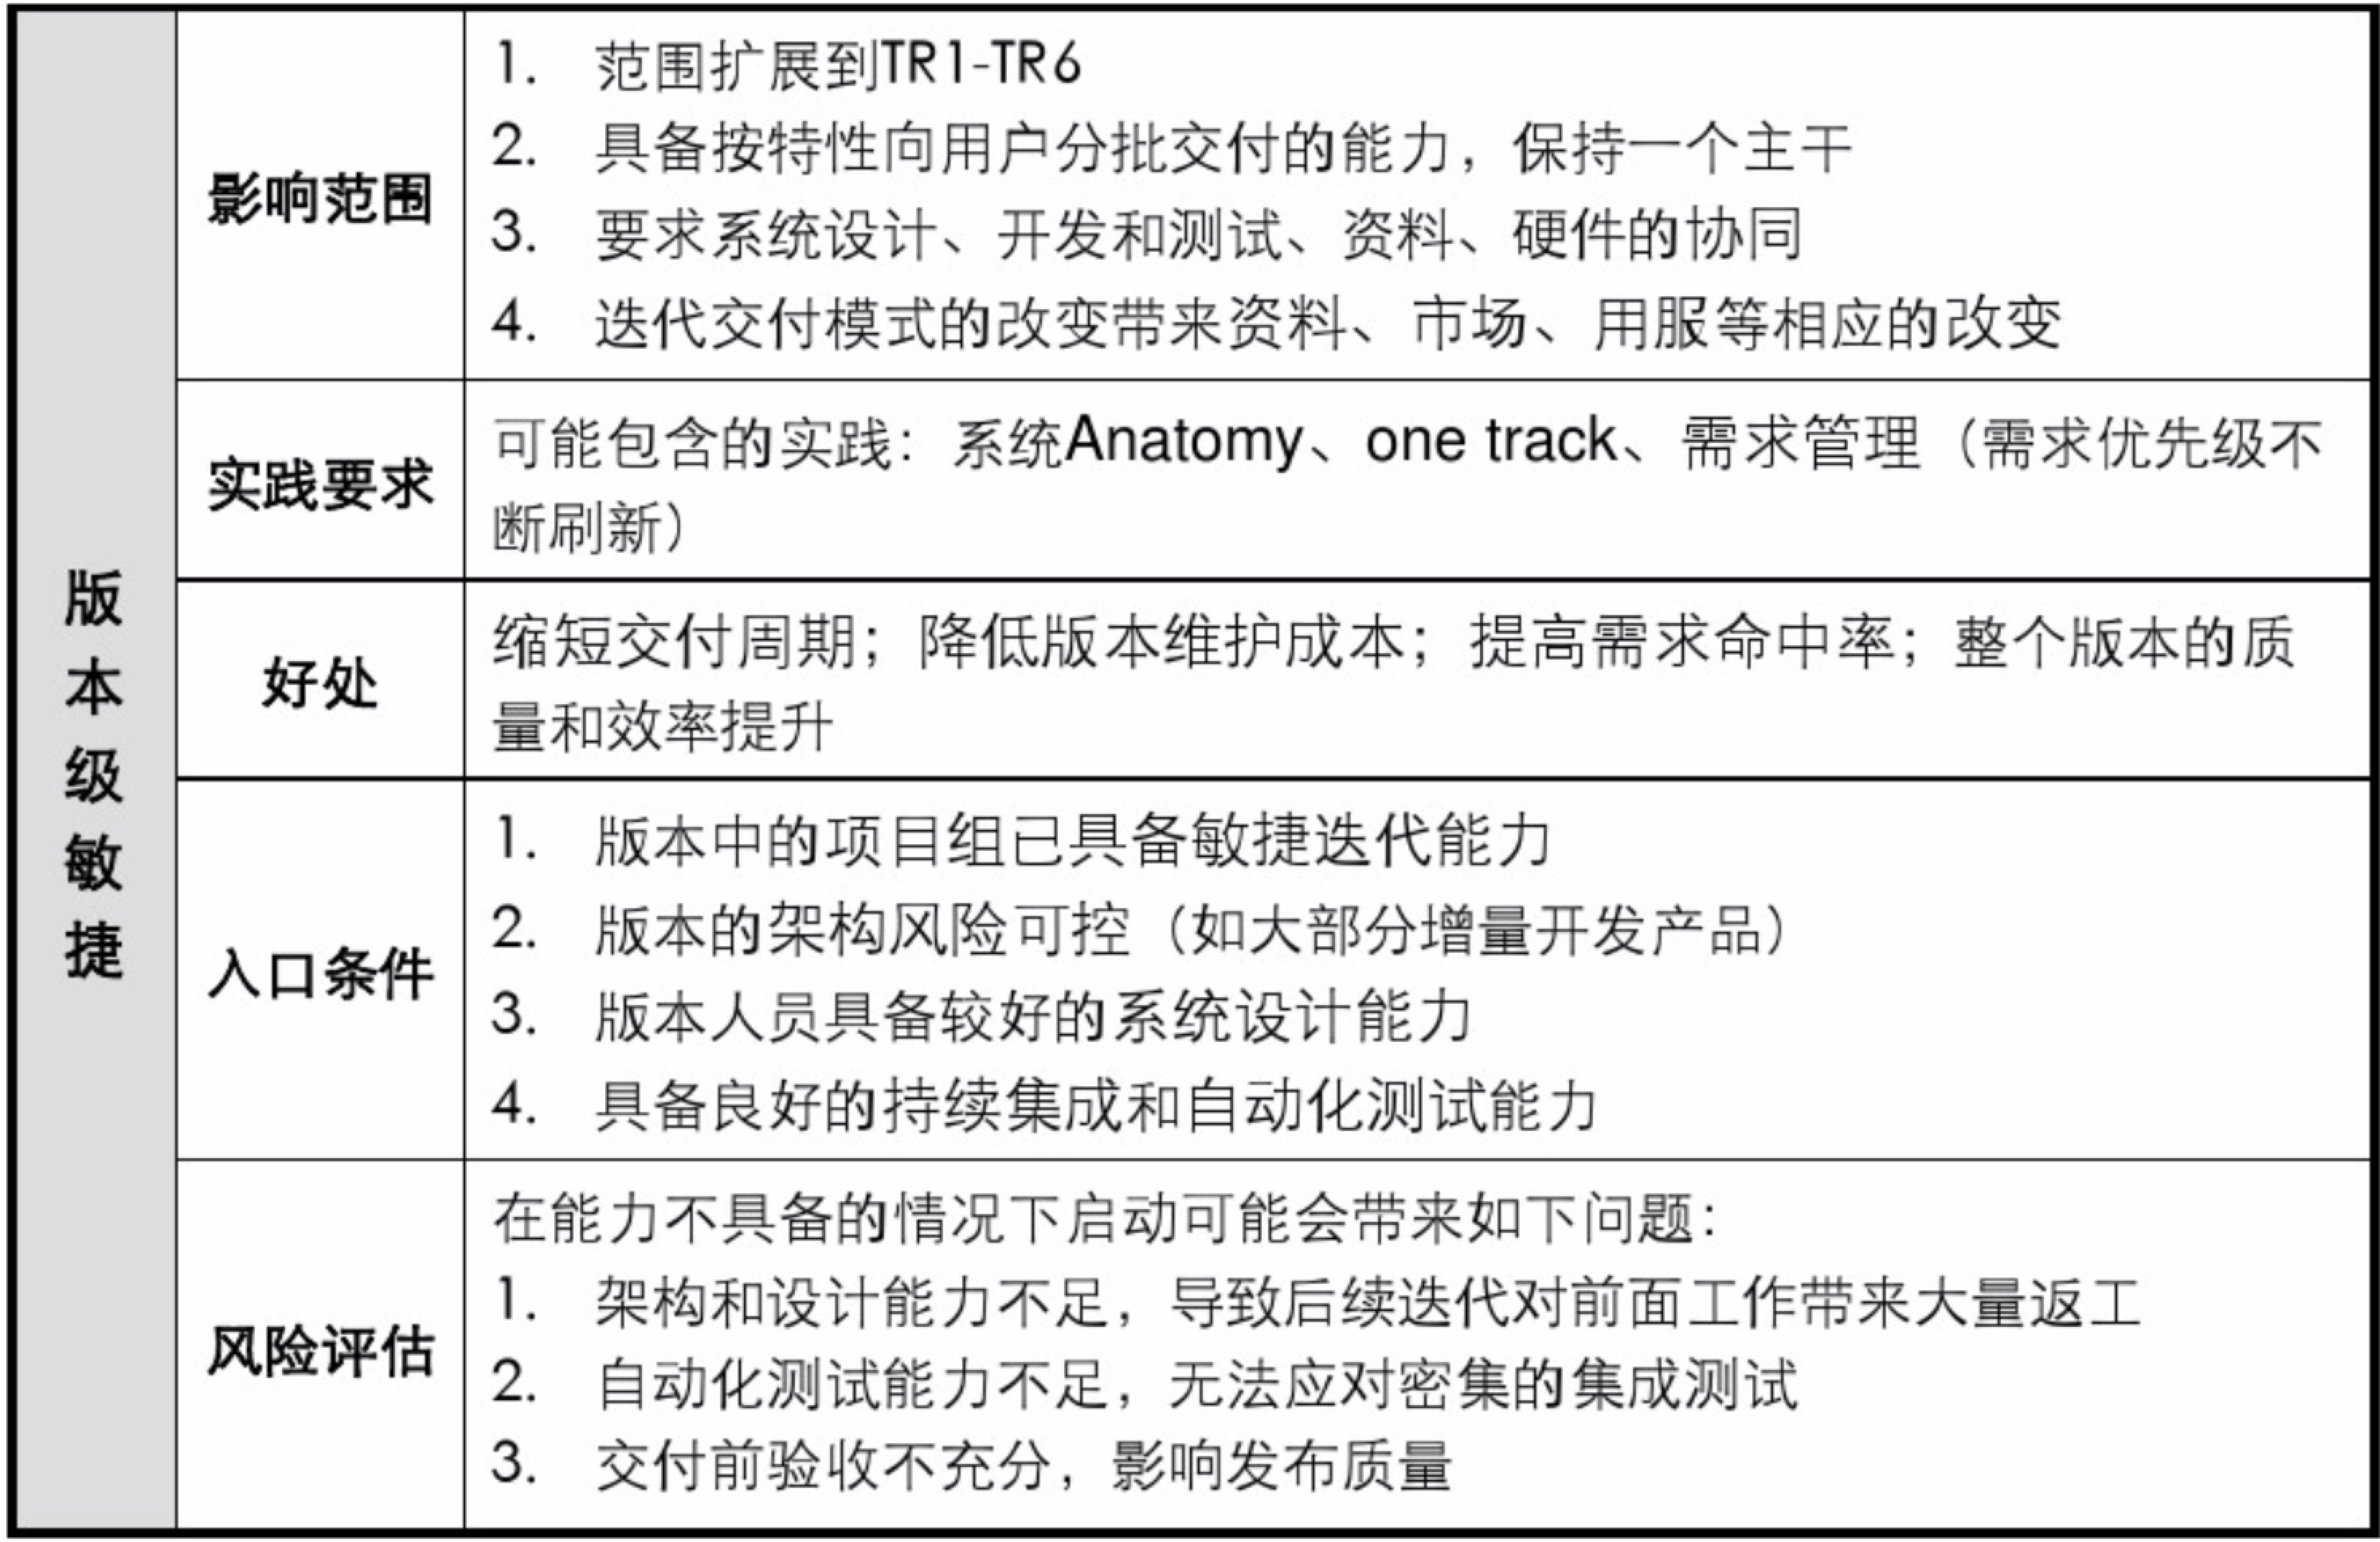 版本级敏捷
影响范围
1. 范围扩展到TR1-TR6
2. 具备按特性向用户分批交付的能力，保持一个主干
3. 要求系统设计、开发和测试、资料、硬件的协同
4. 迭代交付模式的改变带来资料、市场、用服等相应的改变
实践要求
可能包含的实践：系统Anatomy、one track、需求管理（需求优先级不
断刷新）
好处
缩短交付周期；降低版本维护成本；提高需求命中率；整个版本的质
量和效率提升
入口条件
1. 版本中的项目组已具备敏捷迭代能力
2. 版本的架构风险可控（如大部分增量开发产品）
3. 版本人员具备较好的系统设计能力
4. 具备良好的持续集成和自动化测试能力
风险评估
在能力不具备的情况下启动可能会带来如下问题：
1. 架构和设计能力不足，导致后续迭代对前面工作带来大量返工
2. 自动化测试能力不足，无法应对密集的集成测试
3. 交付前验收不充分，影响发布质量